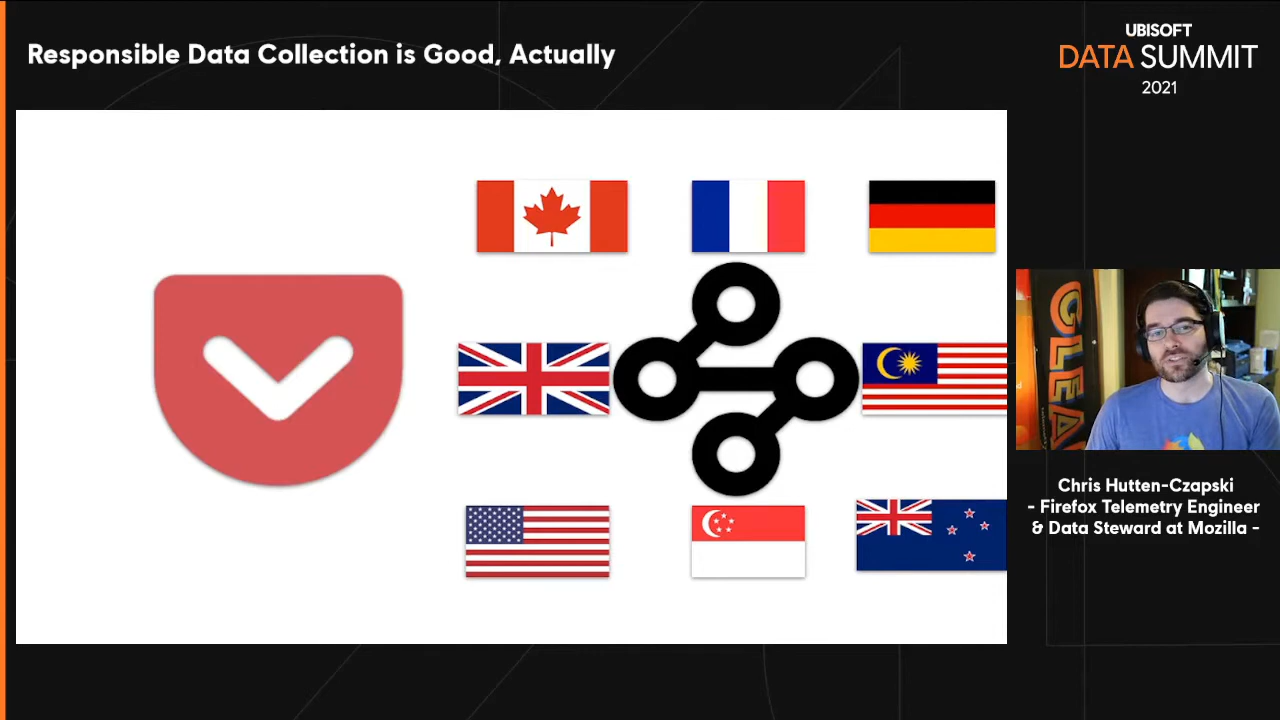 Responsible Data Collection is Good, Actually
UBISOFT
DATA SUMMIT
2021
GLEA
Chris Hutten-Czapski
- Firefox Telemetry Engineer
& Data Steward at Mozilla -